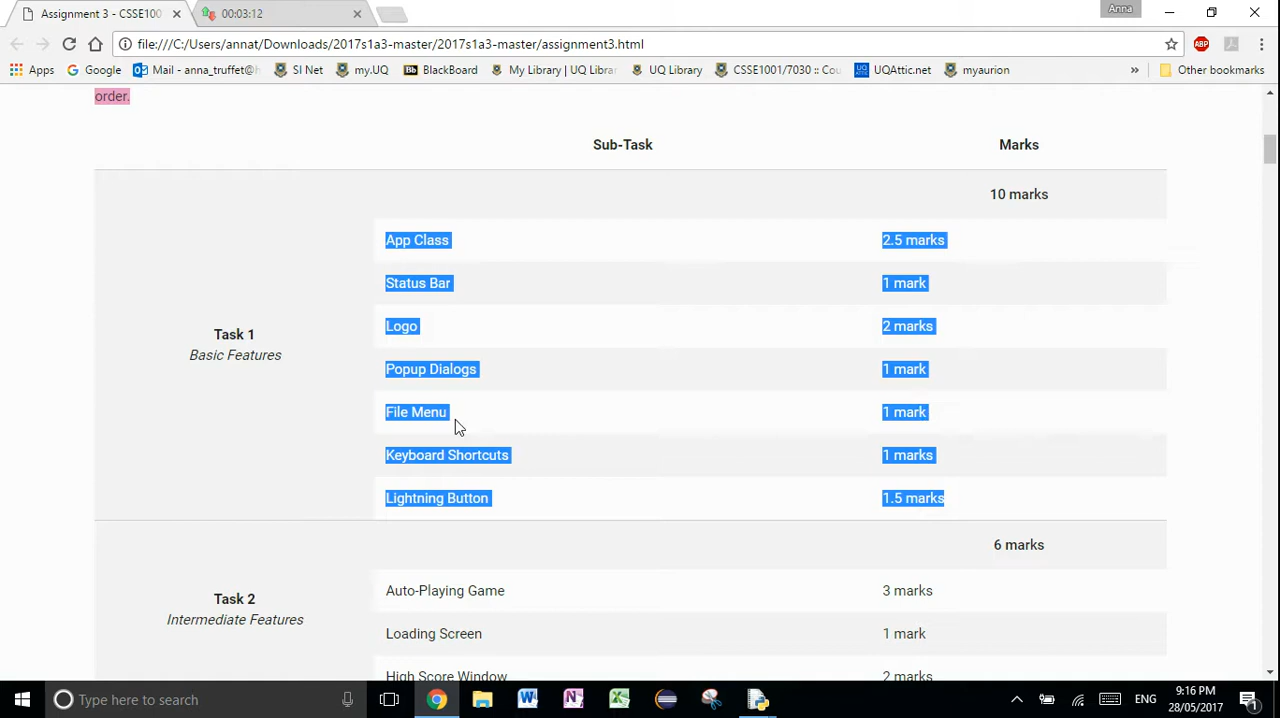 Assignment 3 - CSSE100
00:03:12
Anna
file:///C:/Users/annat/Downloads/2017s1a3-master/2017s1a3-master/assignment3.html
ABP
Apps
Google
Mail - anna_truffet@h
SI Net
my.UQ
Bb
BlackBoard
My Library | UQ Librar
UQ Library
CSSE1001/7030 :: Cou
UQAttic.net
myaurion
»
Other bookmarks
order.
Sub-Task Marks
10 marks
App Class 2.5 marks
Status Bar 1 mark
Logo 2 marks
Task 1
Basic Features
Popup Dialogs 1 mark
File Menu 1 mark
Keyboard Shortcuts 1 marks
Lightning Button 1.5 marks
6 marks
Auto-Playing Game 3 marks
Task 2
Intermediate Features
Loading Screen 1 mark
High Score Window 2 marks
Type here to search
ENG
9:16 PM
28/05/2017
1